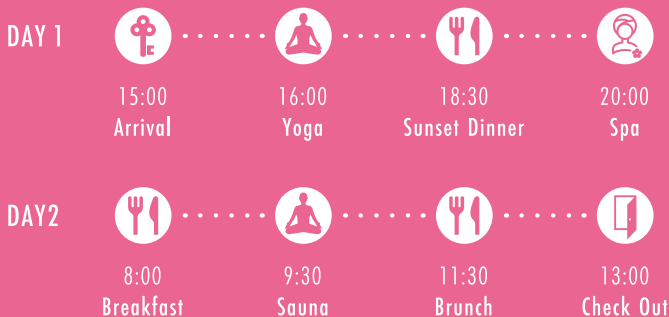 DAY 1
15:00 16:00 18:30 20:00
Arrival Yoga Sunset Dinner Spa
DAY2
8:00 9:30 11:30 13:00
Breakfast Sauna Brunch Check Out